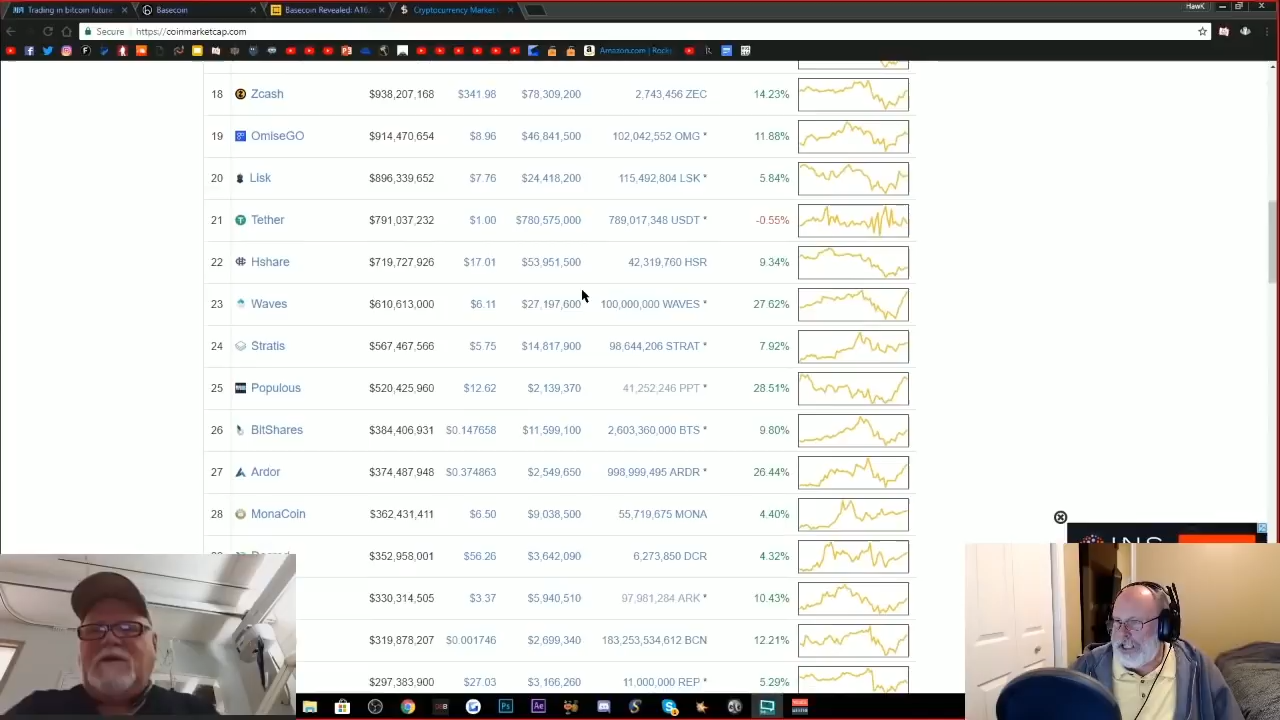 Trading in bitcoin future
Basecoin
Basecoin Revealed: A16
Cryptocurrency Market
HawK
Secure
https://coinmarketcap.com
Amazon.com | Rocky
18 Zcash $938,207,168 $341.98 $78,309,200 2,743,456 ZEC 14.23%
19 OmiseGO $914,470,654 $8.96 $46,841,500 102,042,552 OMG * 11.88%
20 Lisk $896,339,652 $7.76 $24,418,200 115,492,804 LSK * 5.84%
21 Tether $791,037,232 $1.00 $780,575,000 789,017,348 USDT * -0.55%
22 Hshare $719,727,926 $17.01 $53,951,500 42,319,760 HSR 9.34%
23 Waves $610,613,000 $6.11 $27,197,600 100,000,000 WAVES * 27.62%
24 Stratis $567,467,566 $5.75 $14,817,900 98,644,206 STRAT * 7.92%
25 Populous $520,425,960 $12.62 $2,139,370 41,252,246 PPT * 28.51%
26 BitShares $384,406,931 $0.147658 $11,599,100 2,603,360,000 BTS * 9.80%
27 Ardor $374,487,948 $0.374863 $2,549,650 998,999,495 ARDR * 26.44%
28 MonaCoin $362,431,411 $6.50 $9,038,500 55,719,675 MONA 4.40%
$352,958,001 $56.26 $3,642,090 6,273,850 DCR 4.32%
$330,314,505 $3.37 $5,940,510 97,981,284 ARK * 10.43%
$319,878,207 $0.001746 $2,699,340 183,253,534,612 BCN 12.21%
$297,383,900 $27.03 $3,166,260 11,000,000 REP * 5.29%